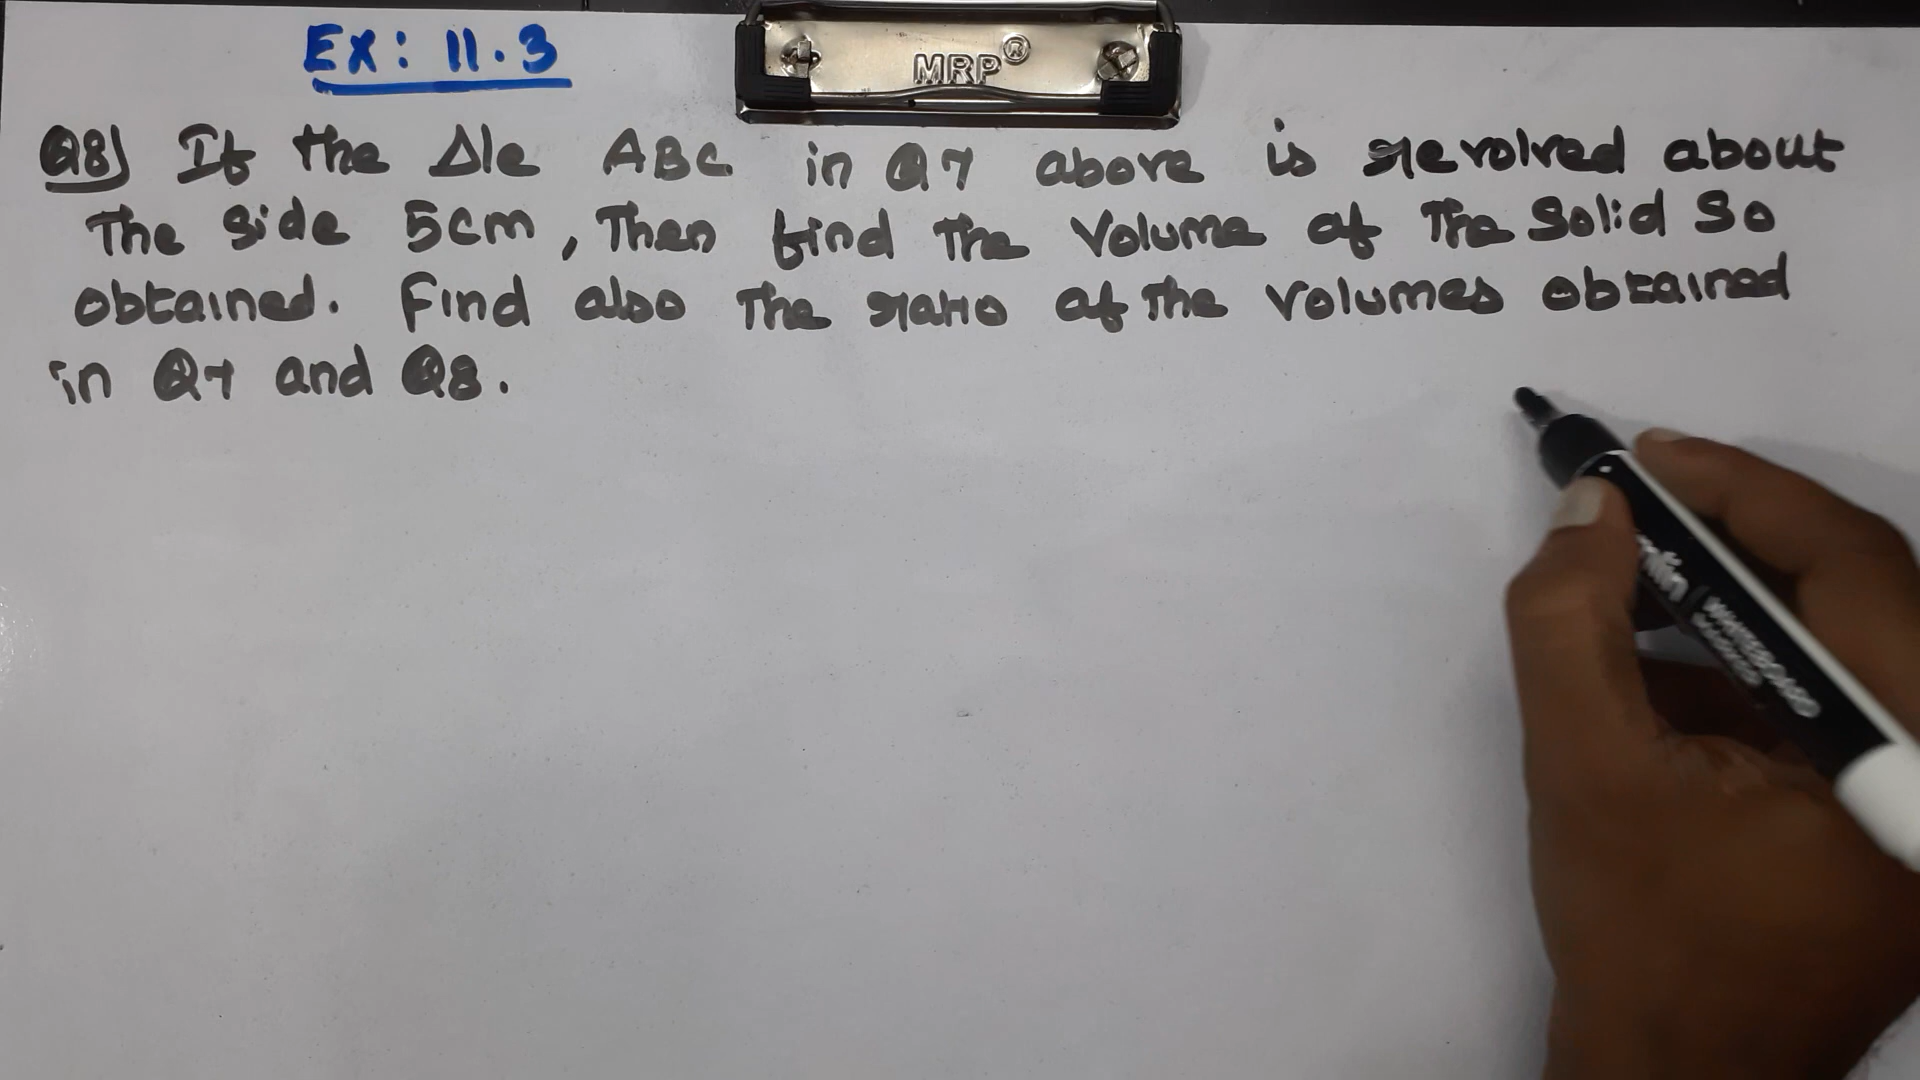 Ex: 11.3
MRP®
Q8) If the Δle ABC in Q7 above is revolved about
the side 5cm, Then find the volume of the solid so
obtained. Find also the ratio of the volumes obtained
in Q7 and Q8.
WHITEBOARD